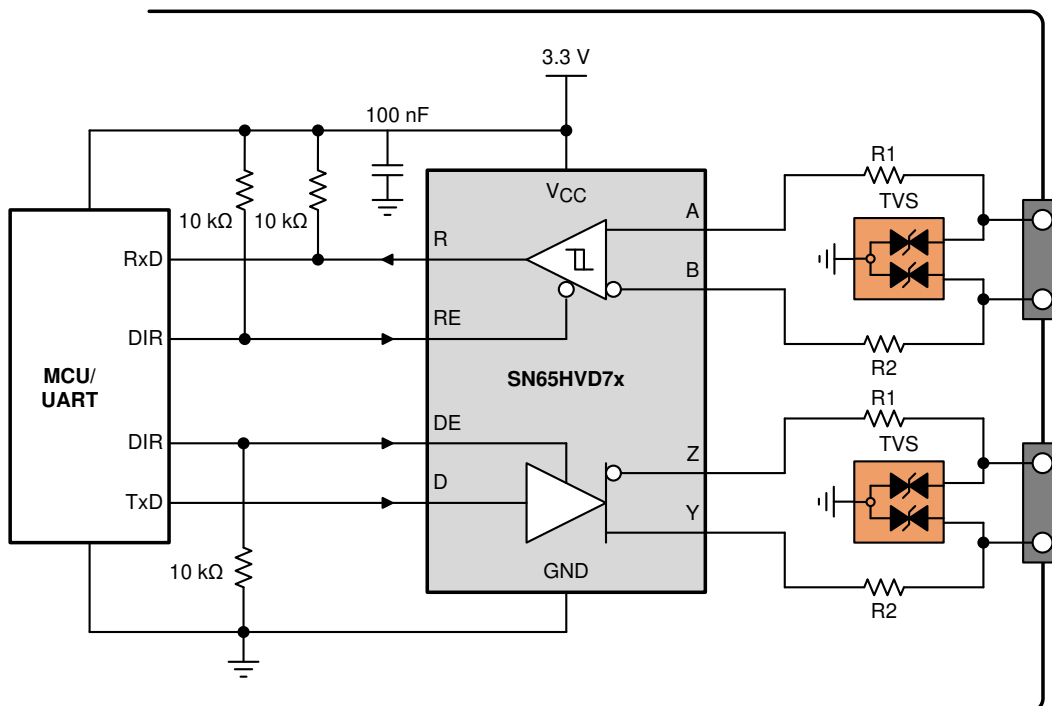 3.3 V
100 nF
10 kΩ
10 kΩ
VCC
R1
TVS
A
R
RxD
B
RE
DIR
R2
MCU/
UART
SN65HVD7x
R1
TVS
DIR
DE
Z
TxD
D
Y
10 kΩ
GND
R2